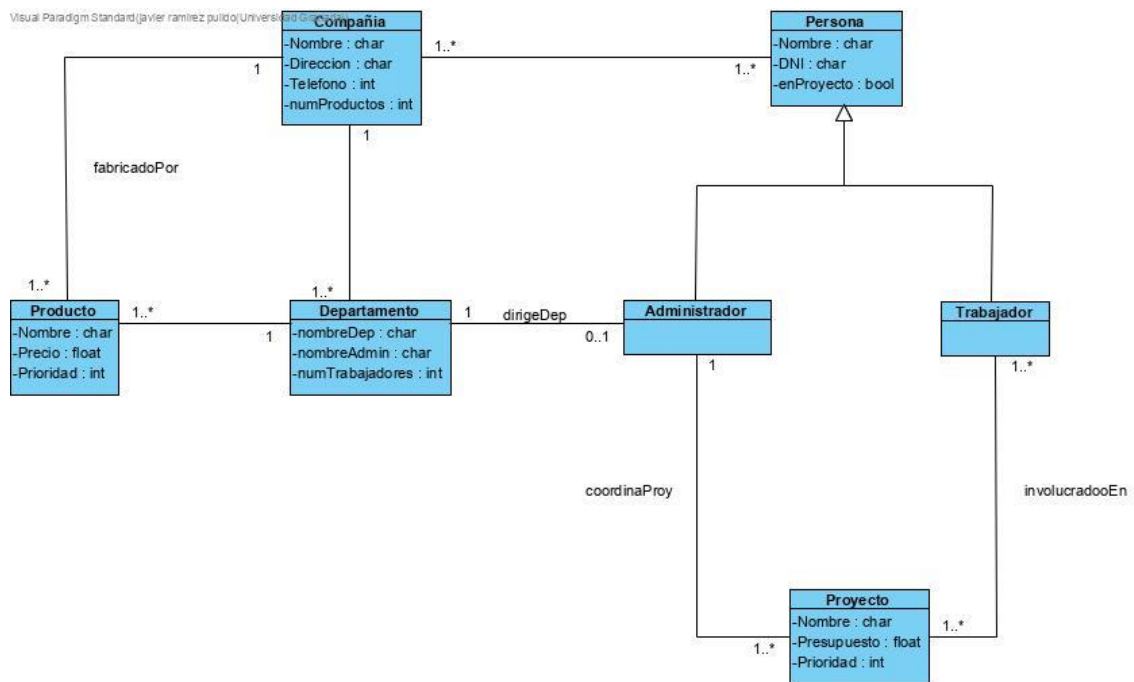 Visual Paradigm Standard(javier ramirez pulido(Universidad Granada))
Compañia
-Nombre : char
-Direccion : char
-Telefono : int
-numProductos : int
Persona
-Nombre : char
-DNI : char
-enProyecto : bool
1
1..*
1..*
1
fabricadoPor
1..*
1..*
Producto
-Nombre : char
-Precio : float
-Prioridad : int
1..*
1
Departamento
-nombreDep : char
-nombreAdmin : char
-numTrabajadores : int
1
dirigeDep
0..1
Administrador
Trabajador
1
1..*
coordinaProy
involucradooEn
Proyecto
-Nombre : char
-Presupuesto : float
-Prioridad : int
1..*
1..*